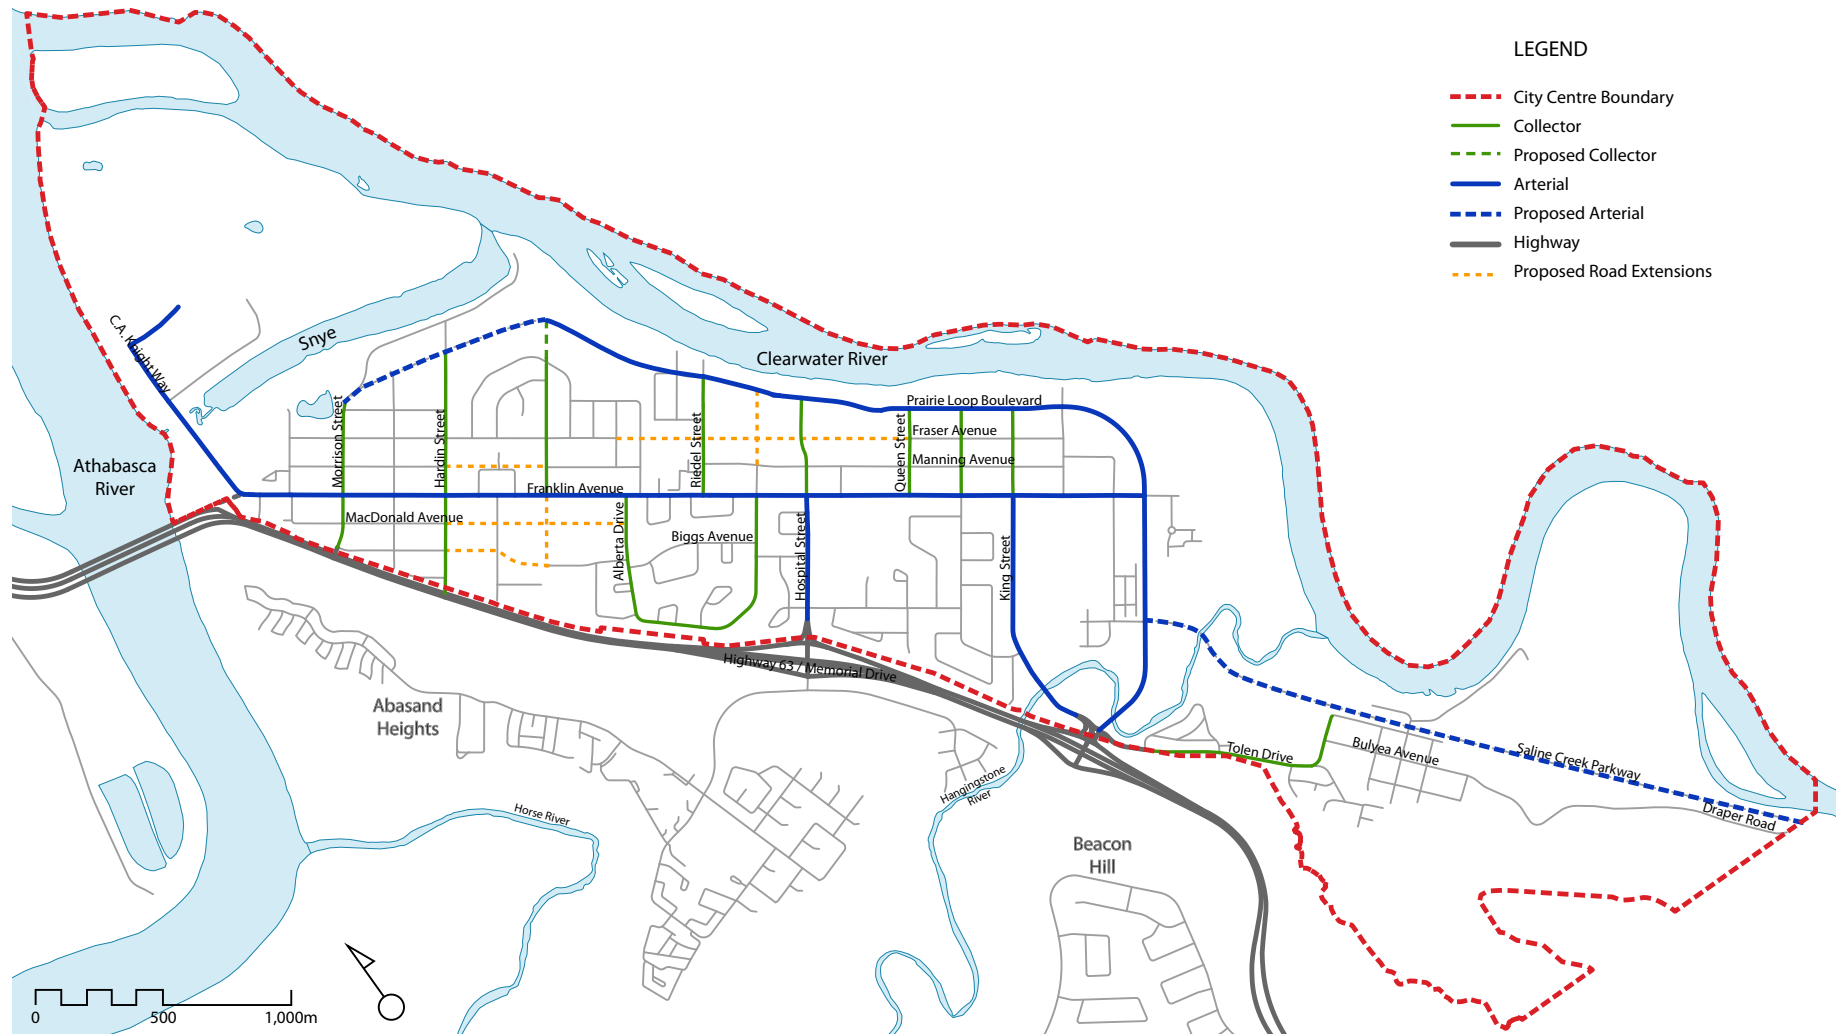 LEGEND
City Centre Boundary
Collector
Proposed Collector
Arterial
Proposed Arterial
Highway
Proposed Road Extensions
C.A. Knight Way
Snye
Clearwater River
Prairie Loop Boulevard
Morrison Street
Hardin Street
Riedel Street
Queen Street
Fraser Avenue
Manning Avenue
Athabasca
River
Franklin Avenue
MacDonald Avenue
Alberta Drive
Biggs Avenue
Hospital Street
King Street
Highway 63 / Memorial Drive
Abasand
Heights
Tolen Drive
Bulyea Avenue
Saline Creek Parkway
Draper Road
Hangingstone
River
Horse River
Beacon
Hill
0
500
1,000m